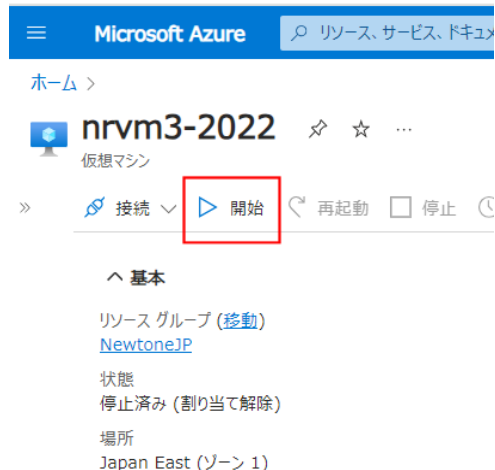 Microsoft Azure
リソース、サービス、ドキュメ
ホーム >
nrvm3-2022
仮想マシン
» 接続 開始 再起動 停止
基本
リソース グループ (移動)
NewtoneJP
状態
停止済み (割り当て解除)
場所
Japan East (ゾーン 1)